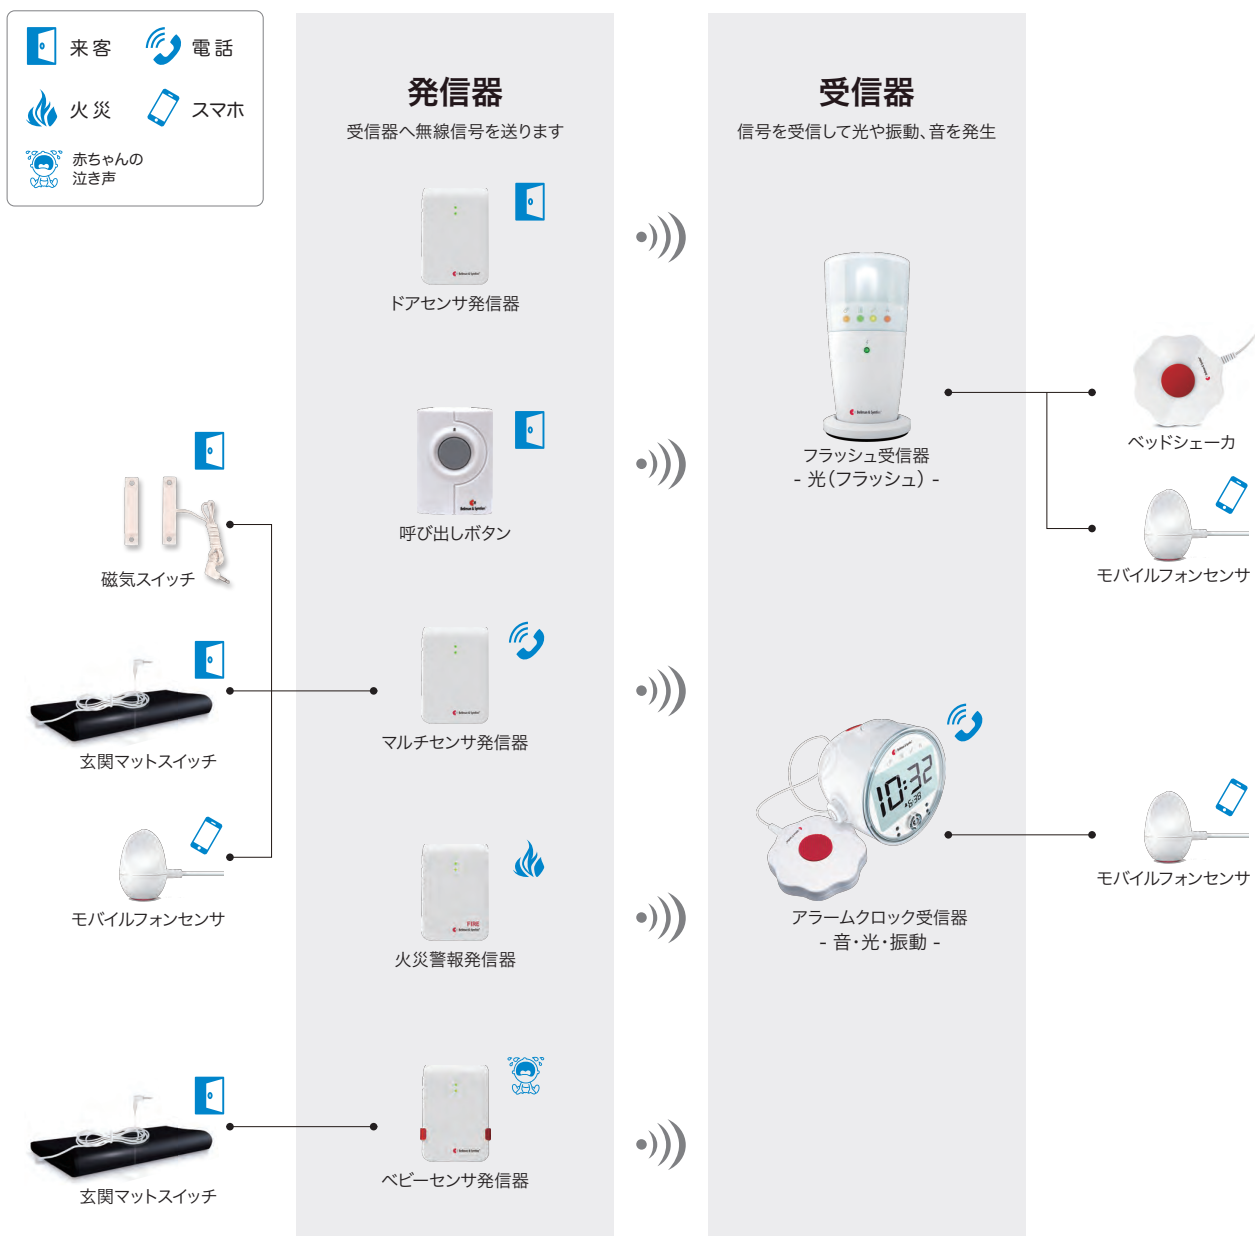 来客
電話
火災
スマホ
赤ちゃんの
泣き声
発信器
受信器へ無線信号を送ります
ドアセンサ発信器
呼び出しボタン
磁気スイッチ
玄関マットスイッチ
マルチセンサ発信器
モバイルフォンセンサ
FIRE
火災警報発信器
玄関マットスイッチ
ベビーセンサ発信器
受信器
信号を受信して光や振動、音を発生
フラッシュ受信器
- 光(フラッシュ) -
ベッドシェーカ
モバイルフォンセンサ
10:32
6:36
アラームクロック受信器
- 音・光・振動 -
モバイルフォンセンサ